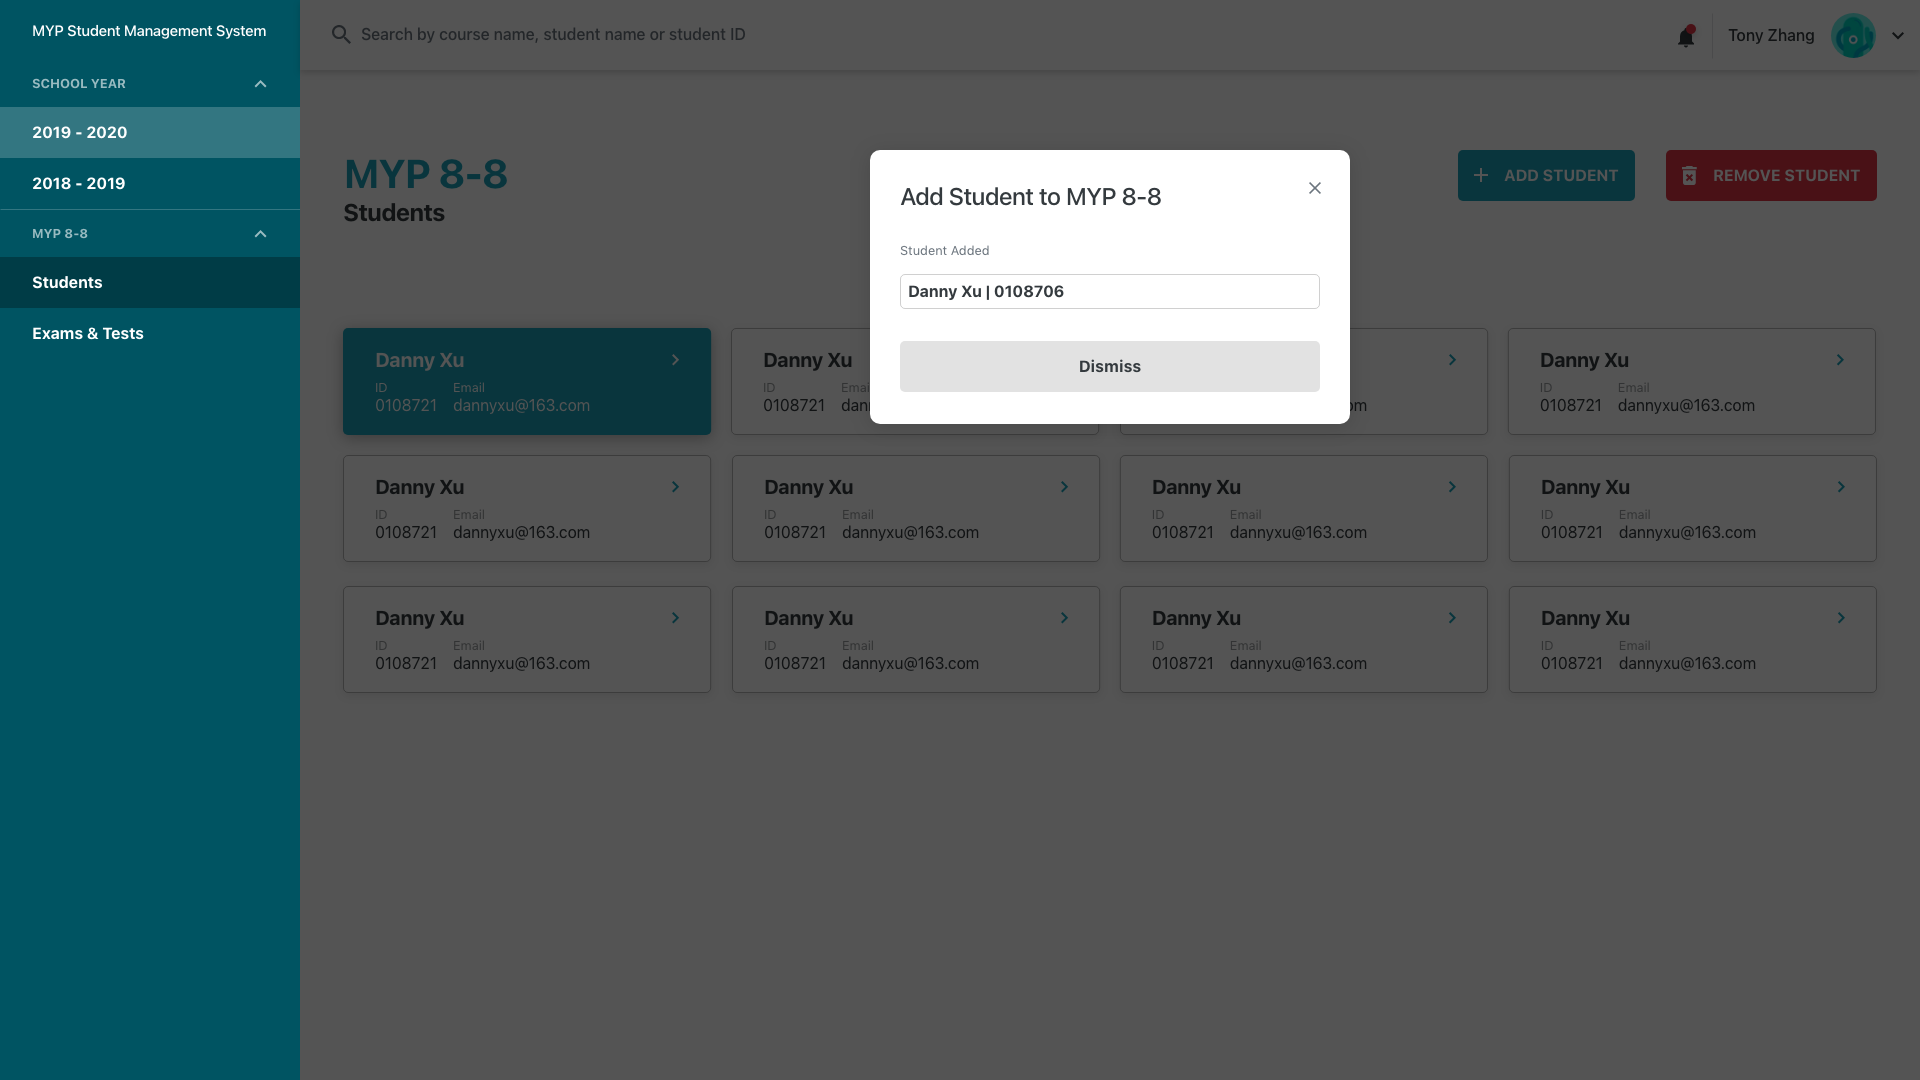 MYP Student Management System
SCHOOL YEAR
2019 - 2020
2018 - 2019
MYP 8-8
Students
Exams & Tests
Search by course name, student name or student ID
Tony Zhang
MYP 8-8
Students
ADD STUDENT
REMOVE STUDENT
Add Student to MYP 8-8
Student Added
Danny Xu | 0108706
Dismiss
Danny Xu
ID Email
0108721 dannyxu@163.com
Danny Xu
ID
0108721
Danny Xu
ID Email
0108721 dannyxu@163.com
Danny Xu
ID Email
0108721 dannyxu@163.com
Danny Xu
ID Email
0108721 dannyxu@163.com
Danny Xu
ID Email
0108721 dannyxu@163.com
Danny Xu
ID Email
0108721 dannyxu@163.com
Danny Xu
ID Email
0108721 dannyxu@163.com
Danny Xu
ID Email
0108721 dannyxu@163.com
Danny Xu
ID Email
0108721 dannyxu@163.com
Danny Xu
ID Email
0108721 dannyxu@163.com